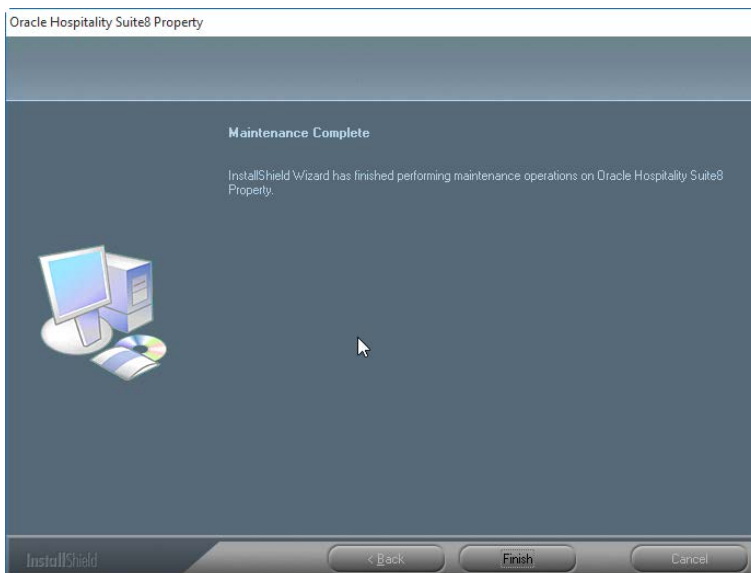 Oracle Hospitality Suite8 Property
Maintenance Complete
InstallShield Wizard has finished performing maintenance operations on Oracle Hospitality Suite8
Property.
InstallShield
< Back
Finish
Cancel